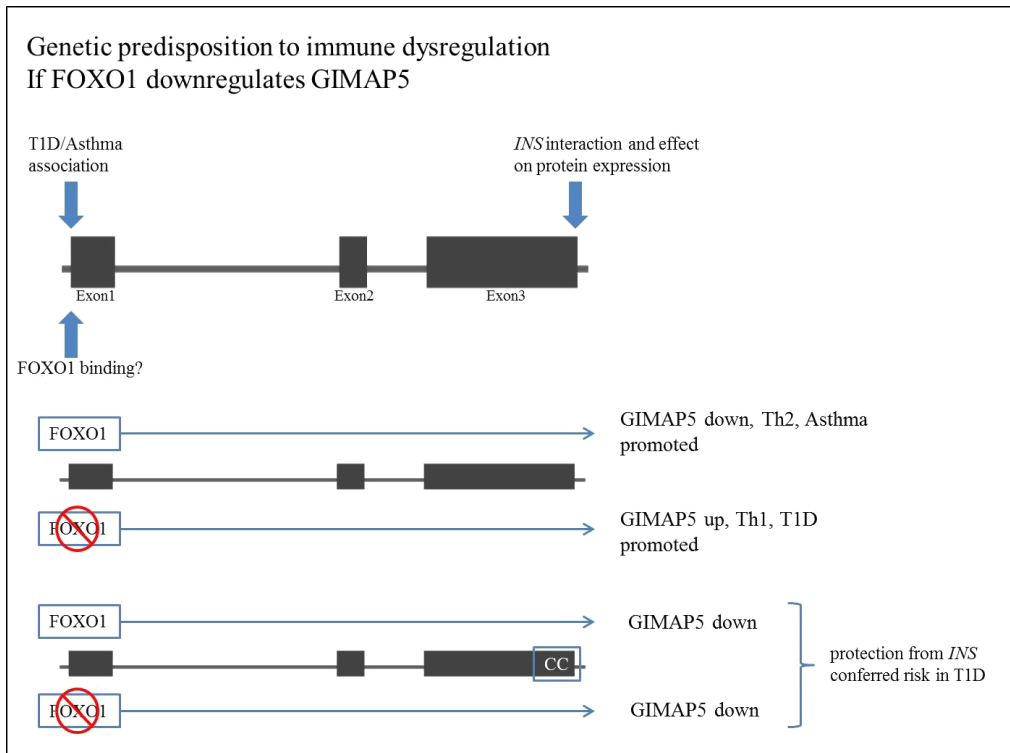 Genetic predisposition to immune dysregulation
If FOXO1 downregulates GIMAP5
T1D/Asthma
association
INS interaction and effect
on protein expression
Exon1
Exon2
Exon3
FOXO1 binding?
FOXO1
GIMAP5 down, Th2, Asthma
promoted
FOXO1
GIMAP5 up, Th1, T1D
promoted
FOXO1
GIMAP5 down
CC
protection from INS
conferred risk in T1D
FOXO1
GIMAP5 down